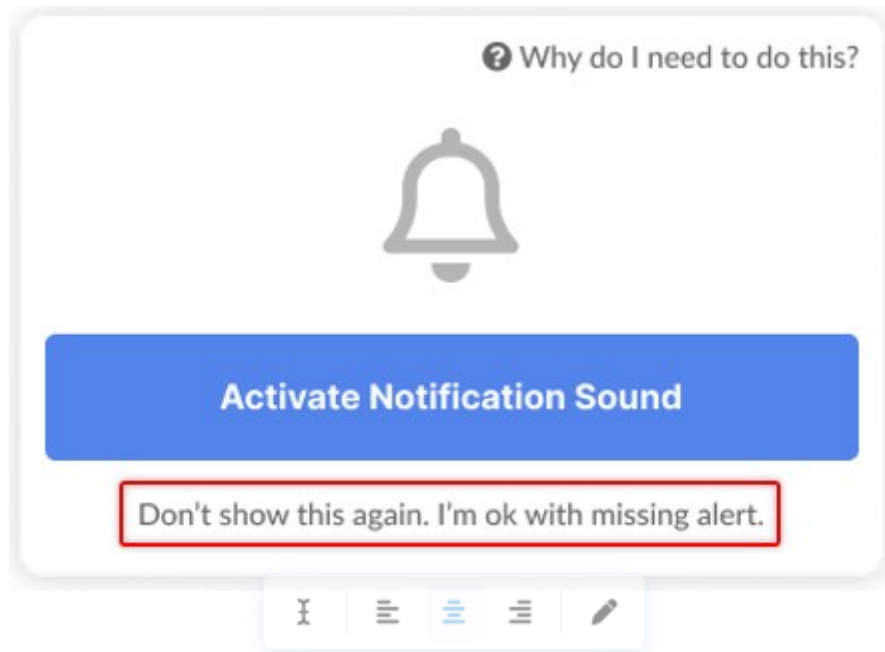 Why do I need to do this?
Activate Notification Sound
Don't show this again. I'm ok with missing alert.